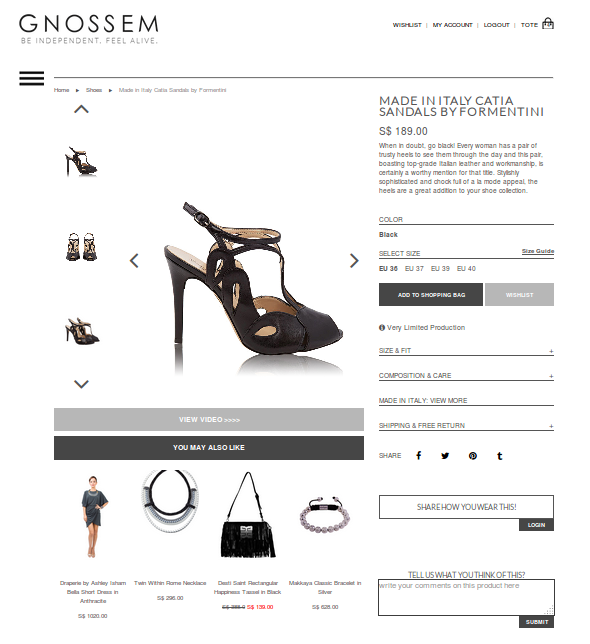 GNOSSEM
BE INDEPENDENT. FEEL ALIVE.
WISHLIST | MY ACCOUNT | LOGOUT | TOTE
Home ▸ Shoes ▸ Made in Italy Catia Sandals by Formentini
MADE IN ITALY CATIA
SANDALS BY FORMENTINI
S$ 189.00
When in doubt, go black! Every woman has a pair of
trusty heels to see them through the day and this pair,
boasting top-grade Italian leather and workmanship, is
certainly a worthy mention for that title. Stylishly
sophisticated and chock full of a la mode appeal, the
heels are a great addition to your shoe collection.
COLOR
Black
SELECT SIZE Size Guide
EU 36 EU 37 EU 39 EU 40
ADD TO SHOPPING BAG WISHLIST
Very Limited Production
SIZE & FIT +
COMPOSITION & CARE +
MADE IN ITALY: VIEW MORE
SHIPPING & FREE RETURN +
SHARE
SHARE HOW YOU WEAR THIS!
LOGIN
TELL US WHAT YOU THINK OF THIS?
write your comments on this product here
SUBMIT
VIEW VIDEO >>>>
YOU MAY ALSO LIKE
Draperie by Ashley Isham
Bella Short Dress in
Anthracite
S$ 1020.00
Twin Within Rome Necklace
S$ 296.00
Desti Saint Rectangular
Happiness Tassel in Black
S$ 388.0 S$ 139.00
Makkaya Classic Bracelet in
Silver
S$ 628.00